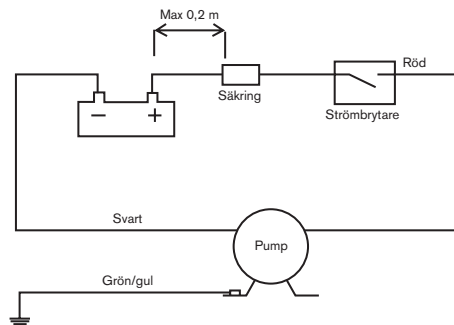 Max 0,2 m
Röd
Säkring
Strömbrytare
− +
Svart
Pump
Grön/gul